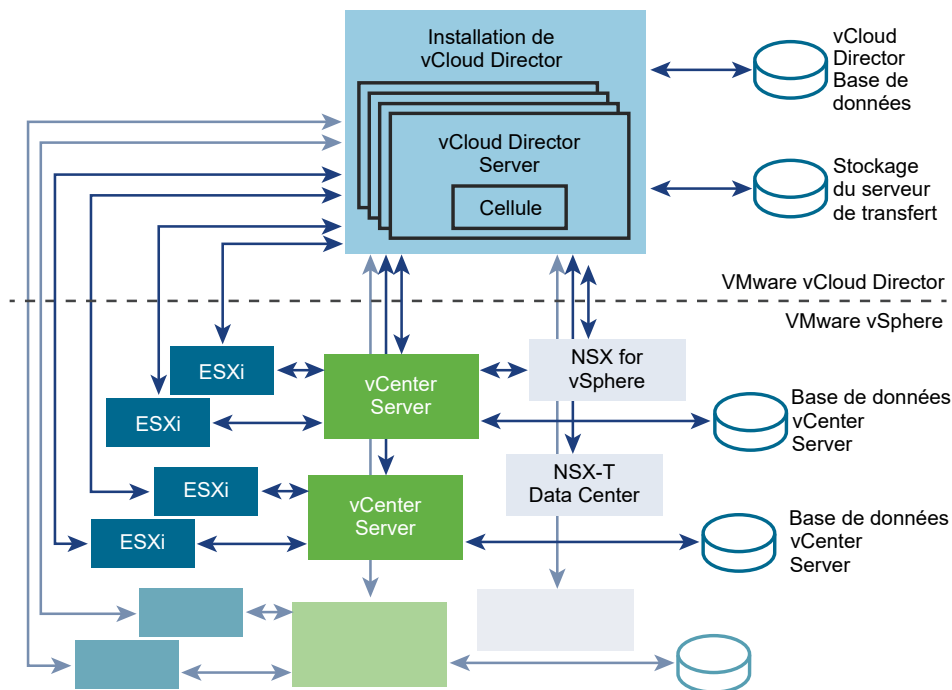 Installation de
vCloud Director
vCloud Director
Server
Cellule
vCloud
Director
Base de
données
Stockage
du serveur
de transfert
VMware vCloud Director
VMware vSphere
ESXi
vCenter
Server
NSX for
vSphere
ESXi
Base de données
vCenter
Server
ESXi
vCenter
Server
NSX-T
Data Center
ESXi
Base de données
vCenter
Server